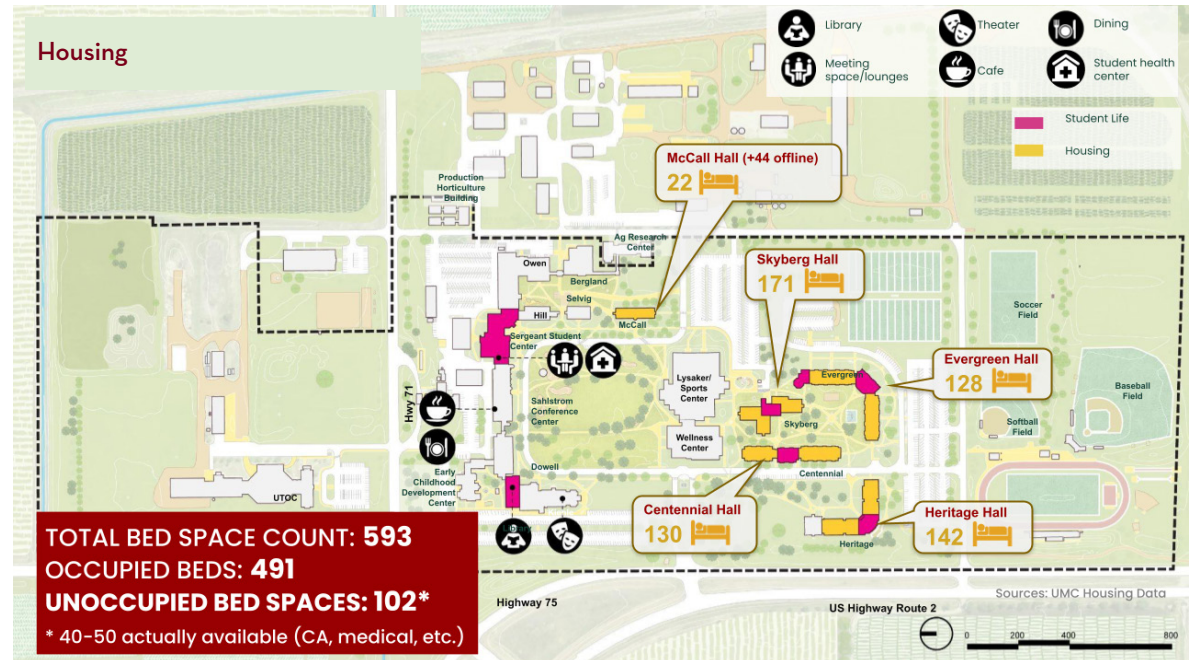 Housing
Library
Theater
Dining
Meeting
space/lounges
Cafe
Student health
center
Student Life
Housing
McCall Hall (+44 offline)
22
Production
Horticulture
Building
Ag Research
Center
Owen
Bergland
Selvig
Hill
McCall
Skyberg Hall
171
Sergeant Student
Center
Soccer
Field
Evergreen Hall
128
Evergreen
Lysaker/
Sports
Center
Baseball
Field
Hwy 71
Sahlstrom
Conference
Center
Skyberg
Softball
Field
Wellness
Center
Centennial
Dowell
Early
Childhood
Development
Center
UTOC
Centennial Hall
130
Heritage Hall
142
Library
Heritage
TOTAL BED SPACE COUNT: 593
OCCUPIED BEDS: 491
UNOCCUPIED BED SPACES: 102*
* 40-50 actually available (CA, medical, etc.)
Highway 75
Sources: UMC Housing Data
US Highway Route 2
0 200 400 800